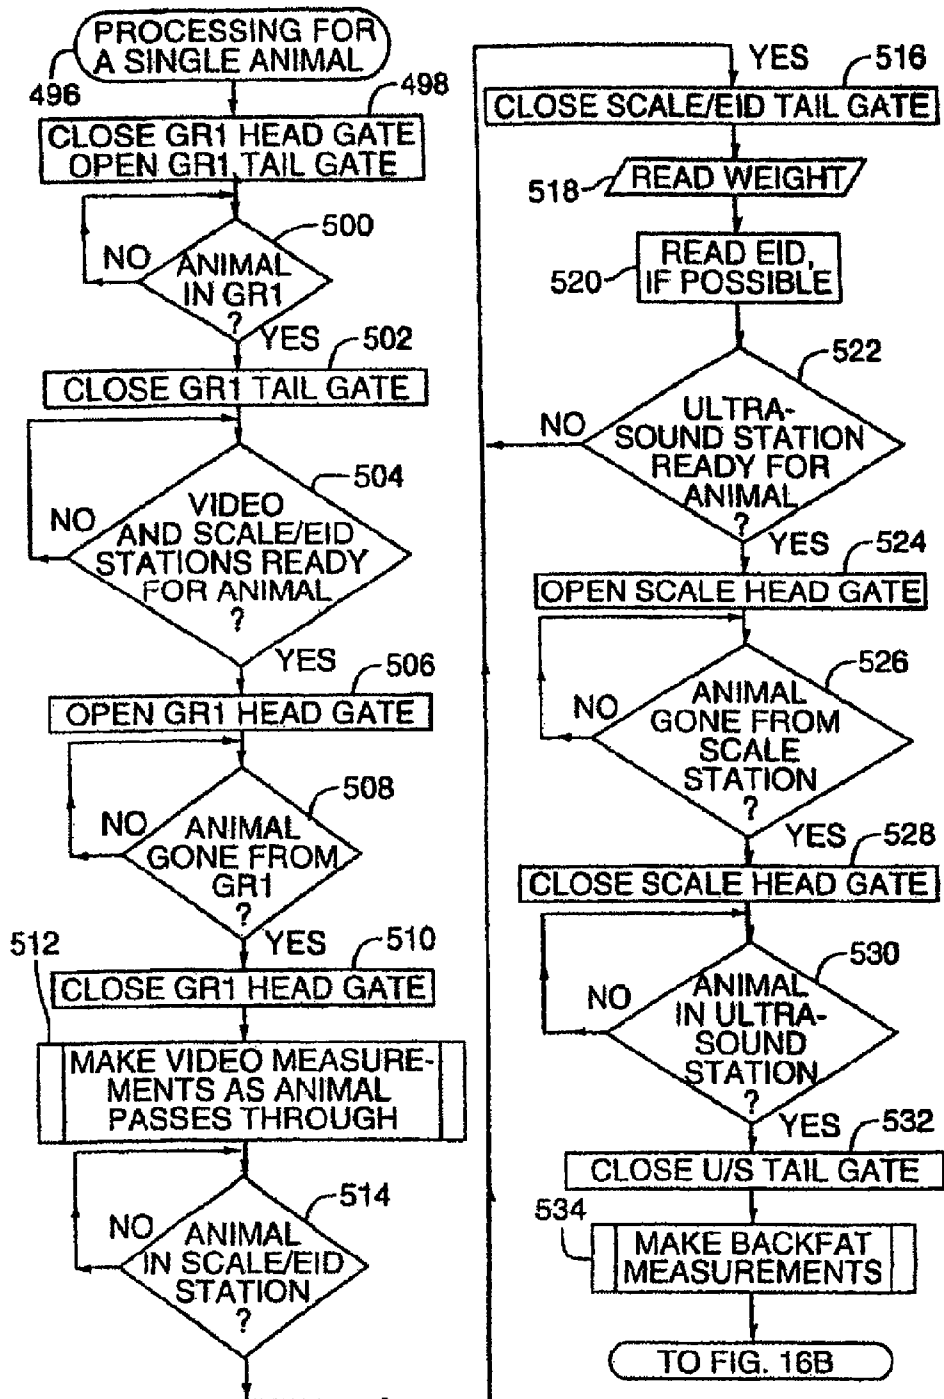 PROCESSING FOR
A SINGLE ANIMAL
496
498
CLOSE GR1 HEAD GATE
OPEN GR1 TAIL GATE
500
NO
ANIMAL
IN GR1
?
YES
502
CLOSE GR1 TAIL GATE
504
NO
VIDEO
AND SCALE/EID
STATIONS READY
FOR ANIMAL
?
YES
506
OPEN GR1 HEAD GATE
508
NO
ANIMAL
GONE FROM
GR1
?
YES
510
CLOSE GR1 HEAD GATE
512
MAKE VIDEO MEASURE-
MENTS AS ANIMAL
PASSES THROUGH
514
NO
ANIMAL
IN SCALE/EID
STATION
?
YES
516
CLOSE SCALE/EID TAIL GATE
518
READ WEIGHT
520
READ EID,
IF POSSIBLE
522
NO
ULTRA-
SOUND STATION
READY FOR
ANIMAL
?
YES
524
OPEN SCALE HEAD GATE
526
NO
ANIMAL
GONE FROM
SCALE
STATION
?
YES
528
CLOSE SCALE HEAD GATE
530
NO
ANIMAL
IN ULTRA-
SOUND
STATION
?
YES
532
CLOSE U/S TAIL GATE
534
MAKE BACKFAT
MEASUREMENTS
TO FIG. 16B